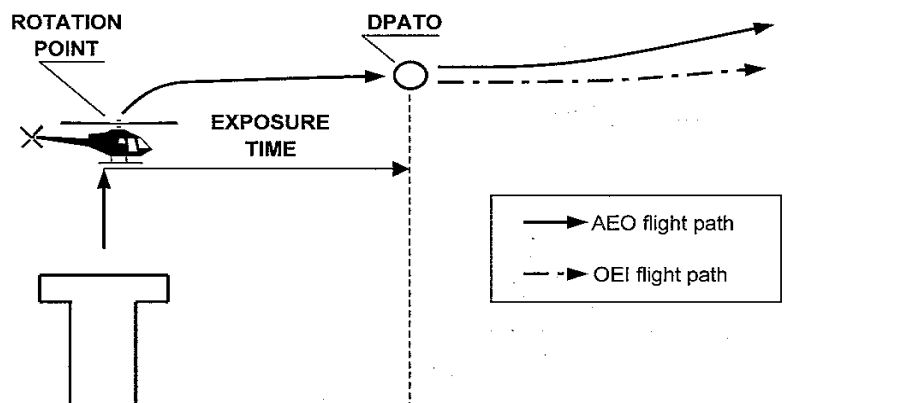 ROTATION
POINT
DPATO
EXPOSURE
TIME
AEO flight path
OEI flight path